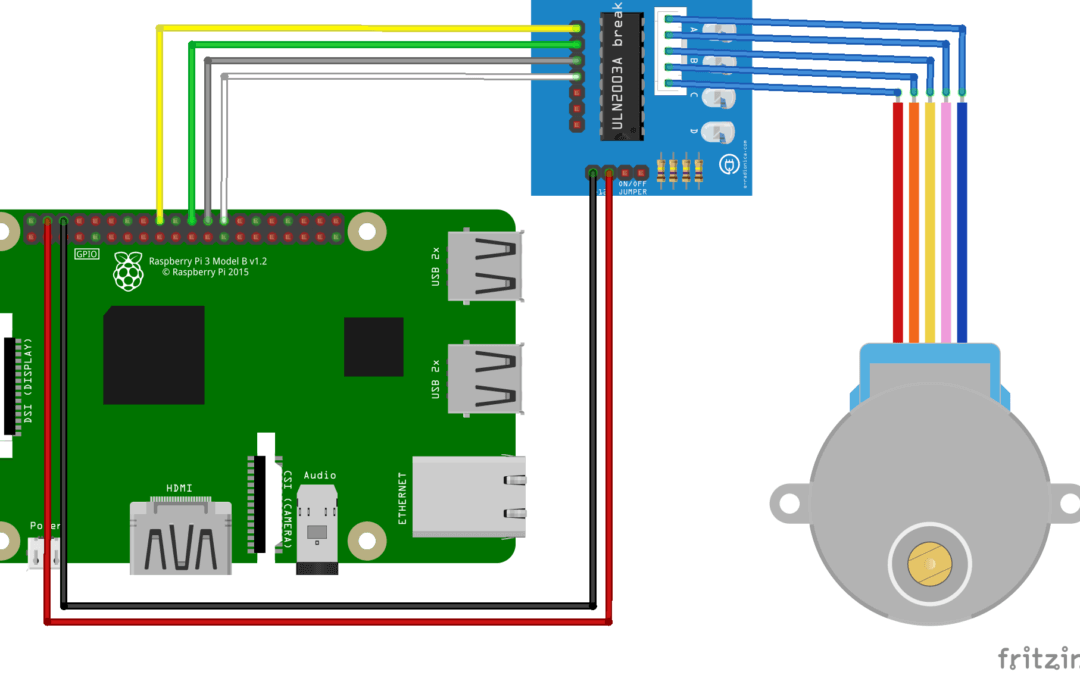 ULN2003A break
A
B
C
D
ON/OFF
JUMPER
GPIO
Raspberry Pi 3 Model B v1.2
© Raspberry Pi 2015
USB 2x
USB 2x
DSI (DISPLAY)
HDMI
CSI (CAMERA)
Audio
ETHERNET
Power
fritzin